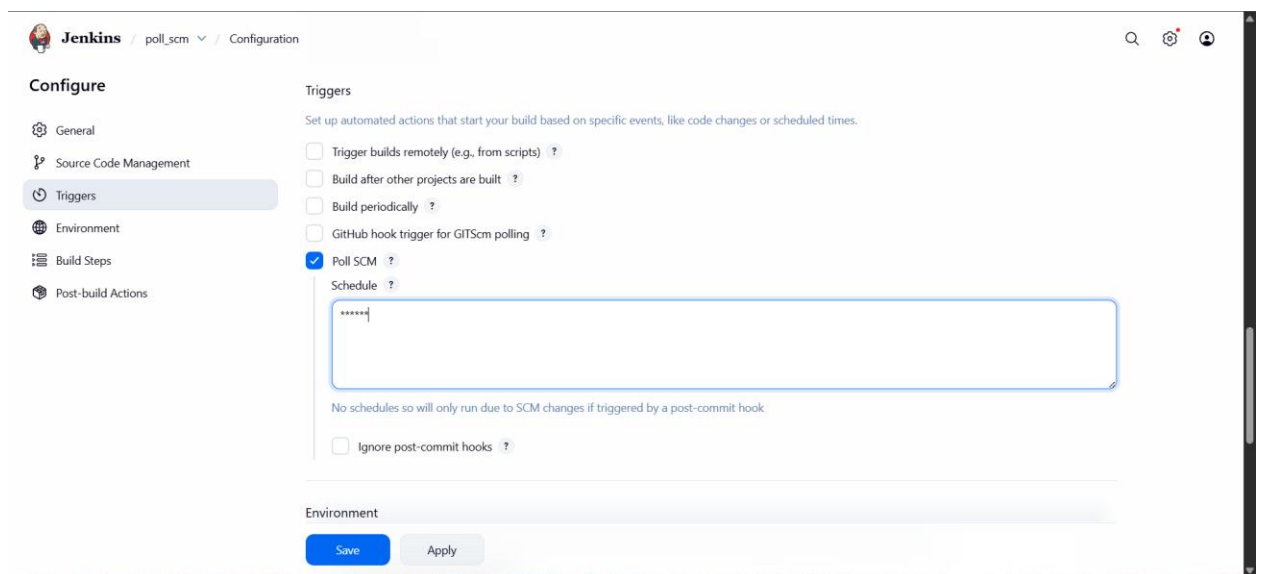 Jenkins / poll_scm / Configuration
Configure
General
Source Code Management
Triggers
Environment
Build Steps
Post-build Actions
Triggers
Set up automated actions that start your build based on specific events, like code changes or scheduled times.
Trigger builds remotely (e.g., from scripts) ?
Build after other projects are built ?
Build periodically ?
GitHub hook trigger for GITScm polling ?
Poll SCM ?
Schedule ?
******
No schedules so will only run due to SCM changes if triggered by a post-commit hook
Ignore post-commit hooks ?
Environment
Save Apply